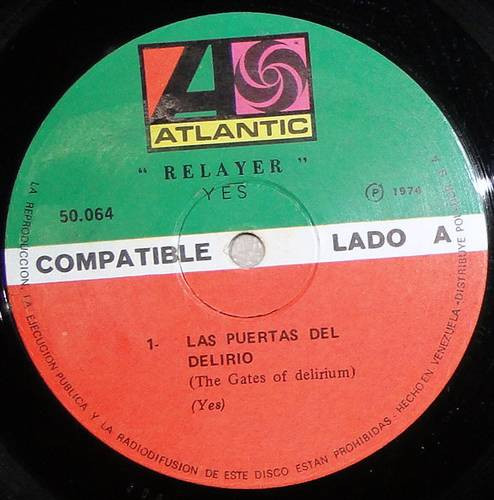 ATLANTIC
" RELAYER "
YES
50.064
P 1974
COMPATIBLE
LADO A
1- LAS PUERTAS DEL
DELIRIO
(The Gates of delirium)
(Yes)
LA REPRODUCCION, LA EJECUCION PUBLICA Y LA RADIODIFUSION DE ESTE DISCO ESTAN PROHIBIDAS - HECHO EN VENEZUELA - DISTRIBUYE